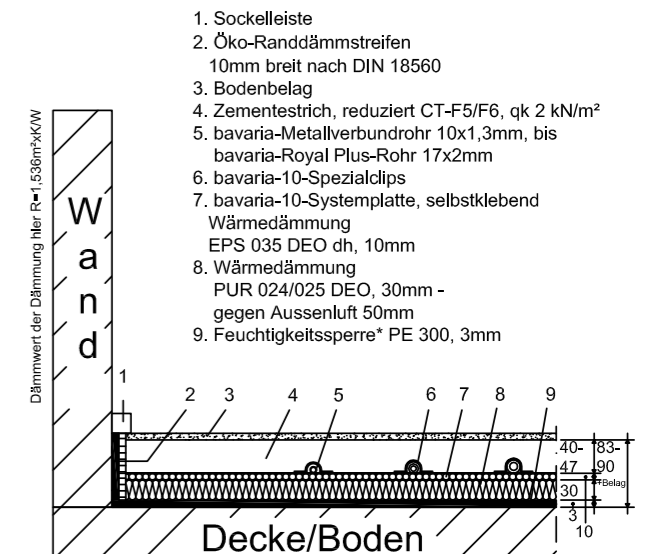 1. Sockelleiste
2. Öko-Randdämmstreifen
10mm breit nach DIN 18560
3. Bodenbelag
4. Zementestrich, reduziert CT-F5/F6, qk 2 kN/m²
5. bavaria-Metallverbundrohr 10x1,3mm, bis
bavaria-Royal Plus-Rohr 17x2mm
6. bavaria-10-Spezialclips
7. bavaria-10-Systemplatte, selbstklebend
Wärmedämmung
EPS 035 DEO dh, 10mm
8. Wärmedämmung
PUR 024/025 DEO, 30mm -
gegen Aussenluft 50mm
9. Feuchtigkeitssperre* PE 300, 3mm
Dämmwert der Dämmung hier R=1,536m²xK/W
Wand
1
2 3 4 5 6 7 8 9
40- 83-
47 90
+Belag
30
3
10
Decke/Boden